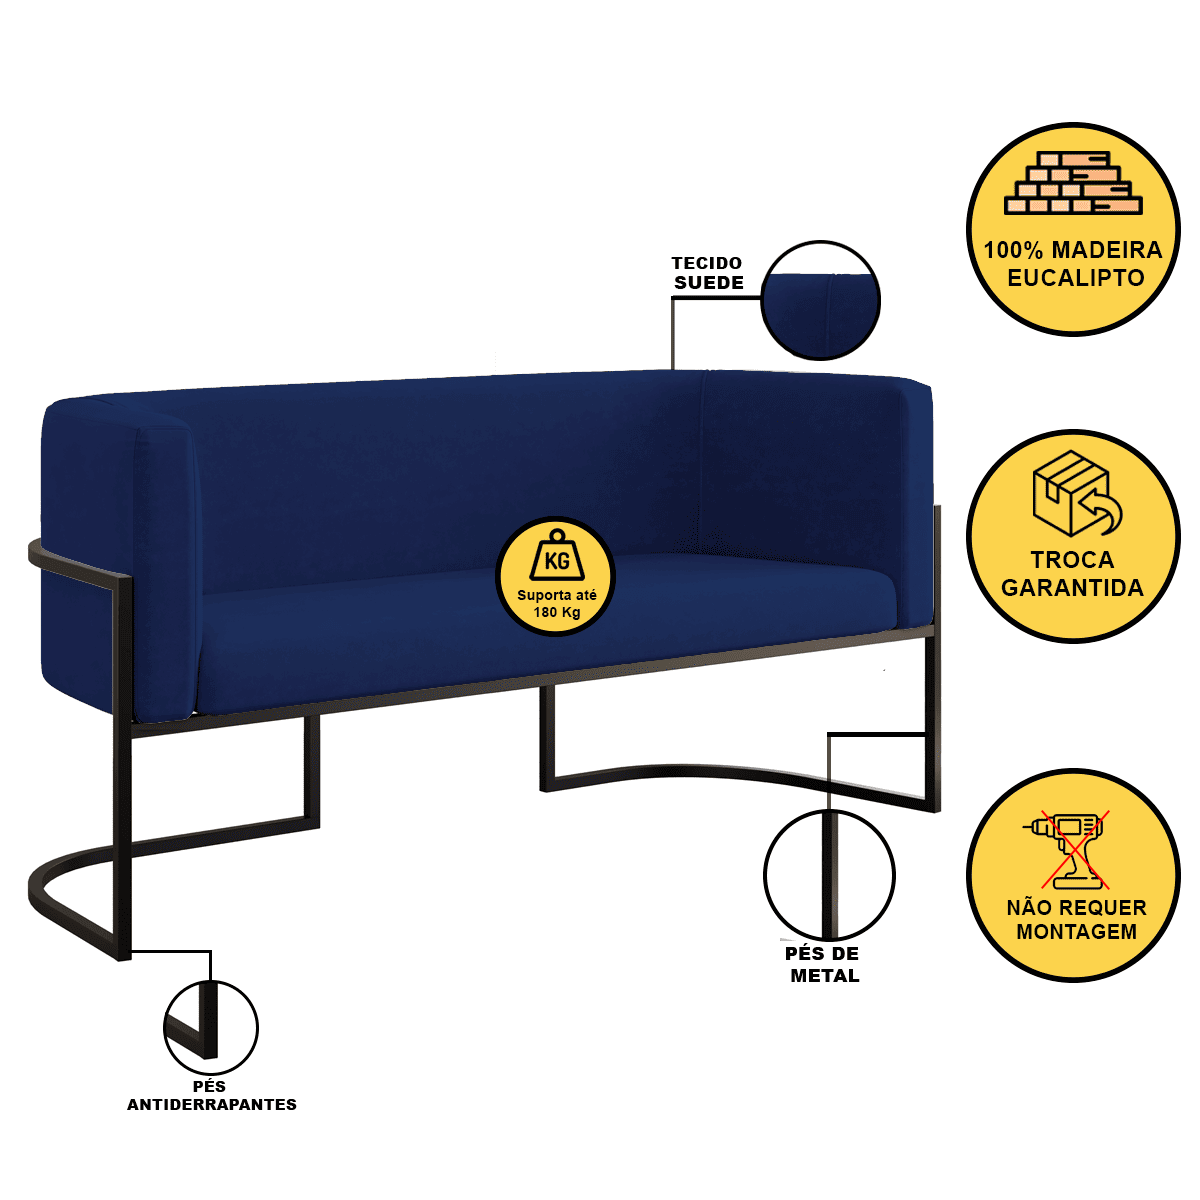 TECIDO
SUEDE
100% MADEIRA
EUCALIPTO
KG
Suporta até
180 Kg
TROCA
GARANTIDA
NÃO REQUER
MONTAGEM
PÉS DE
METAL
PÉS
ANTIDERRAPANTES